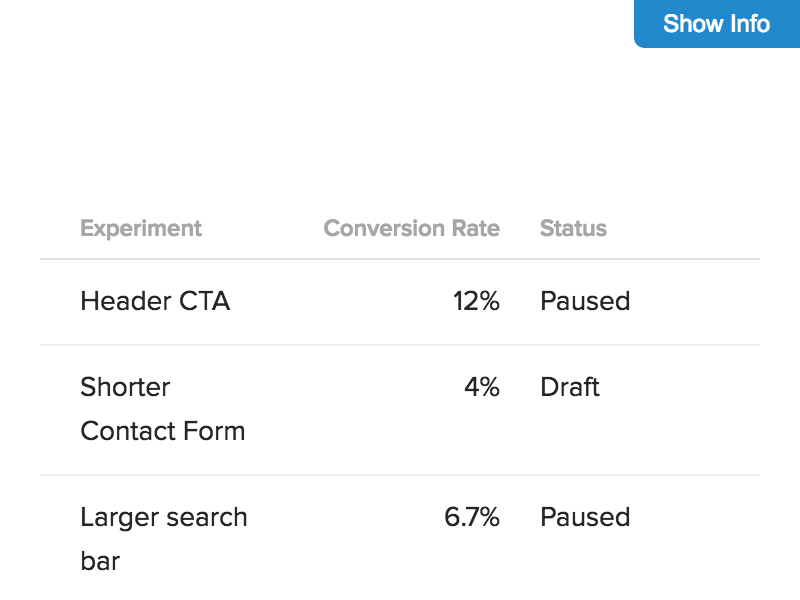 Show Info
Experiment Conversion Rate Status
Header CTA 12% Paused
Shorter 4% Draft
Contact Form
Larger search 6.7% Paused
bar